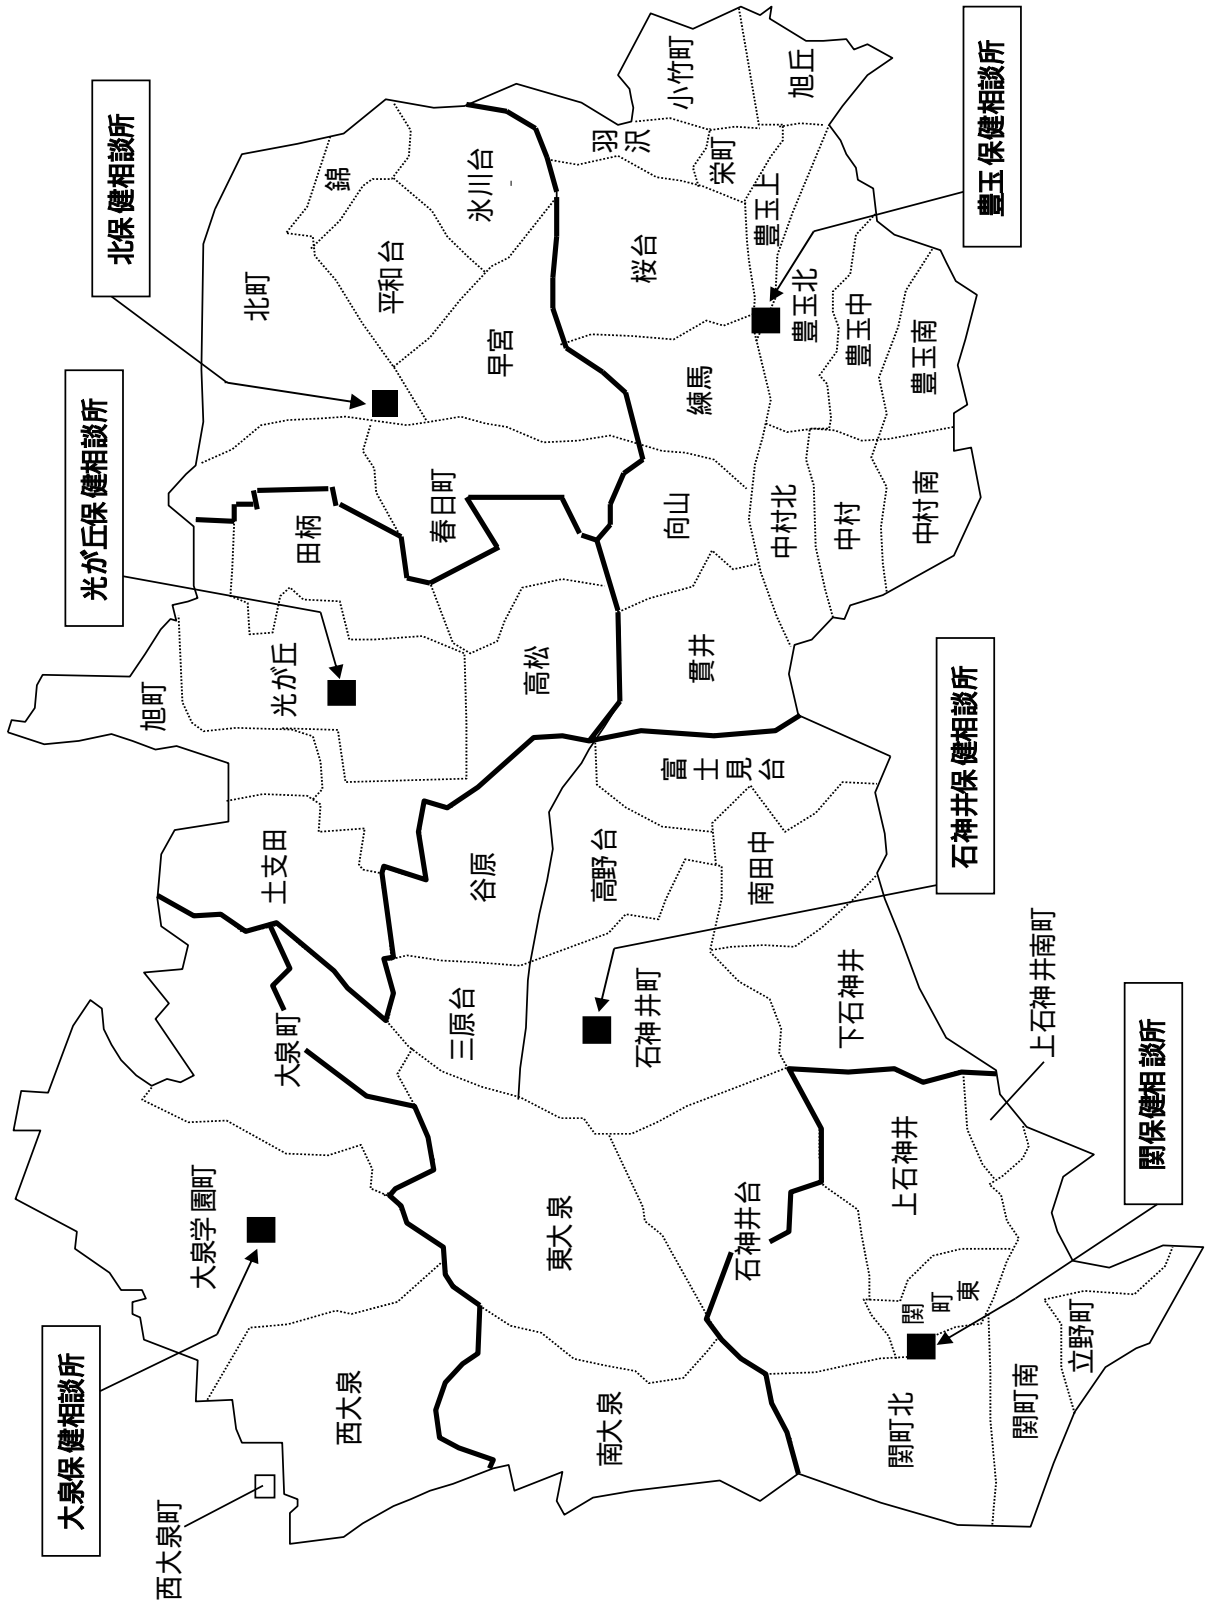 大泉保健相談所
光が丘保健相談所
北保健相談所
石神井保健相談所
関保健相談所
豊玉保健相談所
西大泉町
西大泉
大泉学園町
大泉町
土支田
旭町
光が丘
田柄
北町
錦
平和台
氷川台
早宮
春日町
高松
谷原
三原台
東大泉
南大泉
石神井台
石神井町
高野台
富士見台
南田中
下石神井
上石神井
上石神井南町
関町東
関町北
関町南
立野町
貫井
向山
練馬
桜台
羽沢
小竹町
旭丘
栄町
豊玉上
豊玉北
豊玉中
豊玉南
中村北
中村
中村南